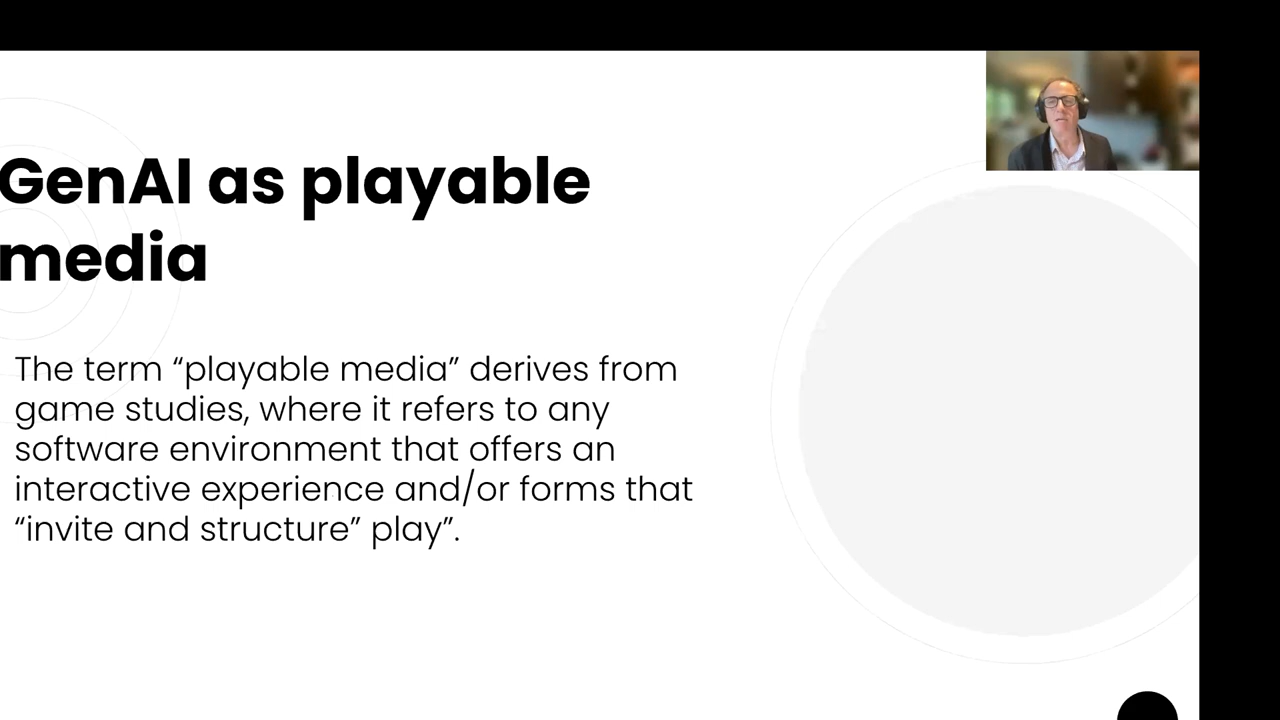 GenAI as playable
media
The term “playable media” derives from
game studies, where it refers to any
software environment that offers an
interactive experience and/or forms that
“invite and structure” play”.